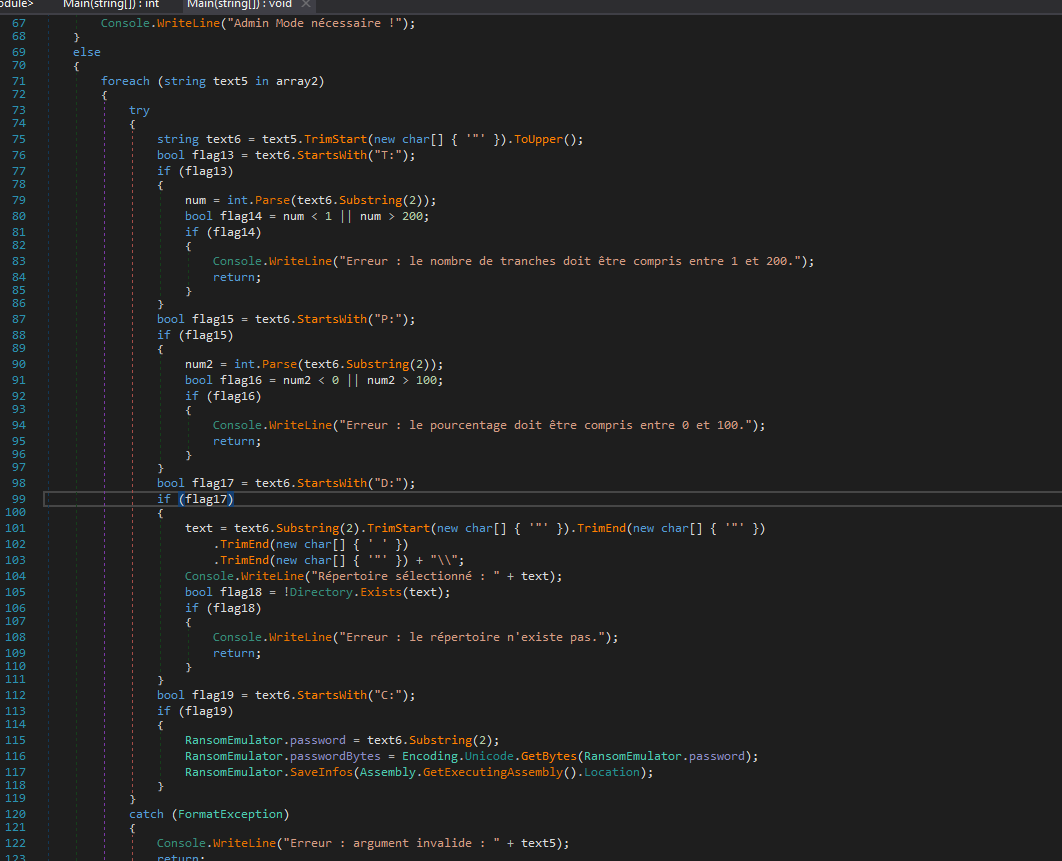 odule> Main(string[]) : int Main(string[]) : void ×
67 Console.WriteLine("Admin Mode nécessaire !");
68 }
69 else
70 {
71 foreach (string text5 in array2)
72 {
73 try
74 {
75 string text6 = text5.TrimStart(new char[] { '"' }).ToUpper();
76 bool flag13 = text6.StartsWith("T:");
77 if (flag13)
78 {
79 num = int.Parse(text6.Substring(2));
80 bool flag14 = num < 1 || num > 200;
81 if (flag14)
82 {
83 Console.WriteLine("Erreur : le nombre de tranches doit être compris entre 1 et 200.");
84 return;
85 }
86 }
87 bool flag15 = text6.StartsWith("P:");
88 if (flag15)
89 {
90 num2 = int.Parse(text6.Substring(2));
91 bool flag16 = num2 < 0 || num2 > 100;
92 if (flag16)
93 {
94 Console.WriteLine("Erreur : le pourcentage doit être compris entre 0 et 100.");
95 return;
96 }
97 }
98 bool flag17 = text6.StartsWith("D:");
99 if (flag17)
100 {
101 text = text6.Substring(2).TrimStart(new char[] { '"' }).TrimEnd(new char[] { '"' })
102 .TrimEnd(new char[] { ' ' })
103 .TrimEnd(new char[] { '"' }) + "\\";
104 Console.WriteLine("Répertoire sélectionné : " + text);
105 bool flag18 = !Directory.Exists(text);
106 if (flag18)
107 {
108 Console.WriteLine("Erreur : le répertoire n'existe pas.");
109 return;
110 }
111 }
112 bool flag19 = text6.StartsWith("C:");
113 if (flag19)
114 {
115 RansomEmulator.password = text6.Substring(2);
116 RansomEmulator.passwordBytes = Encoding.Unicode.GetBytes(RansomEmulator.password);
117 RansomEmulator.SaveInfos(Assembly.GetExecutingAssembly().Location);
118 }
119 }
120 catch (FormatException)
121 {
122 Console.WriteLine("Erreur : argument invalide : " + text5);
123 return;